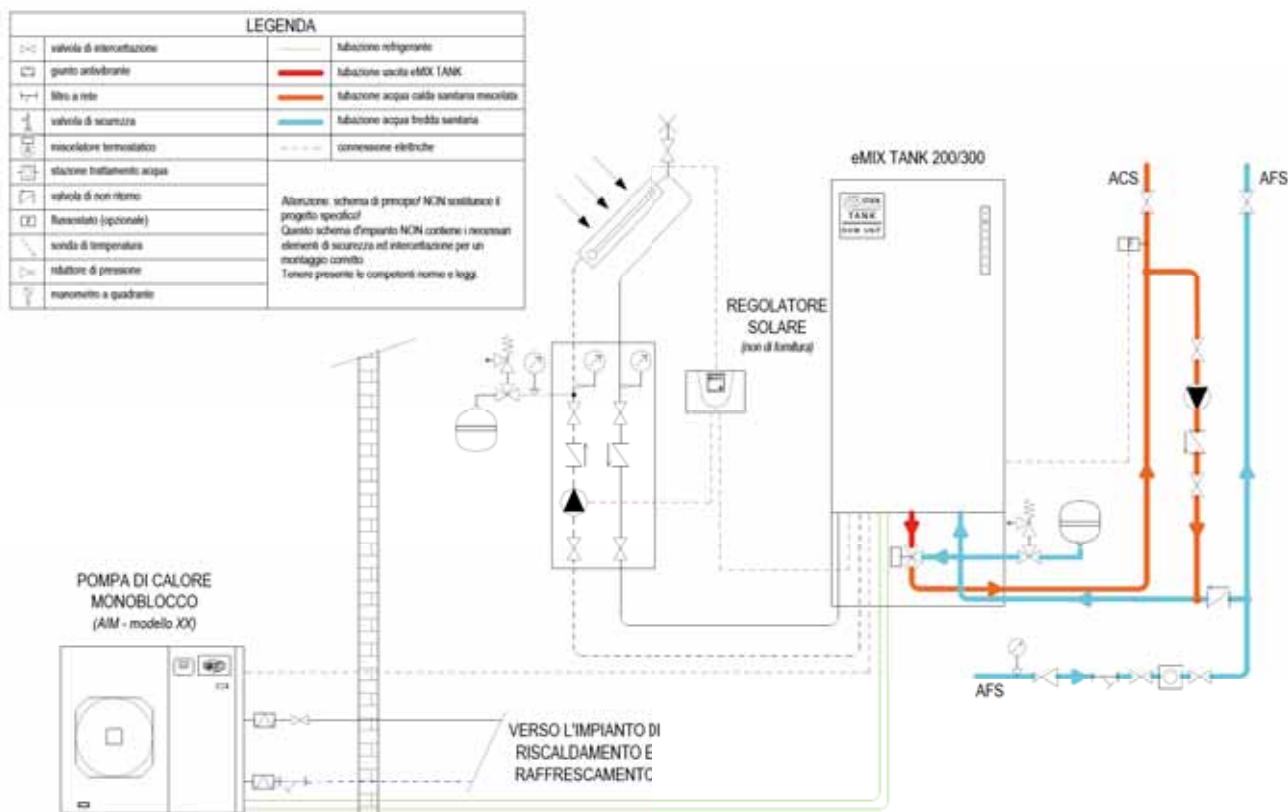 LEGENDA
valvola di intercettazione
tubazione refrigerante
giunto antivibrante
tubazione uscita eMIX TANK
filtro a rete
tubazione acqua calda sanitaria miscelata
valvola di sicurezza
tubazione acqua fredda sanitaria
miscelatore termostatico
connessione elettriche
stazione trattamento acqua
valvola di non ritorno
flussostato (opzionale)
sonda di temperatura
riduttore di pressione
manometro a quadrante
Attenzione: schema di principio! NON sostituisce il
progetto specifico!
Questo schema d'impianto NON contiene i necessari
elementi di sicurezza ed intercettazione per un
montaggio corretto.
Tenere presente le competenti norme e leggi.
eMIX TANK 200/300
TANK
ACS
AFS
REGOLATORE
SOLARE
(non di fornitura)
POMPA DI CALORE
MONOBLOCCO
(AIM - modello XX)
AFS
VERSO L'IMPIANTO DI
RISCALDAMENTO E
RAFFRESCAMENTO